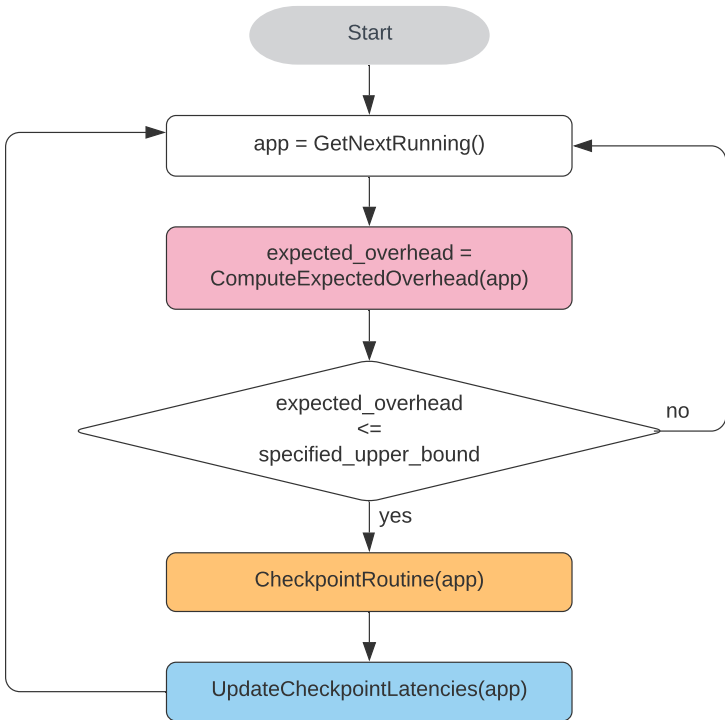 Start
app = GetNextRunning()
expected_overhead =
ComputeExpectedOverhead(app)
expected_overhead
<=
specified_upper_bound
no
yes
CheckpointRoutine(app)
UpdateCheckpointLatencies(app)